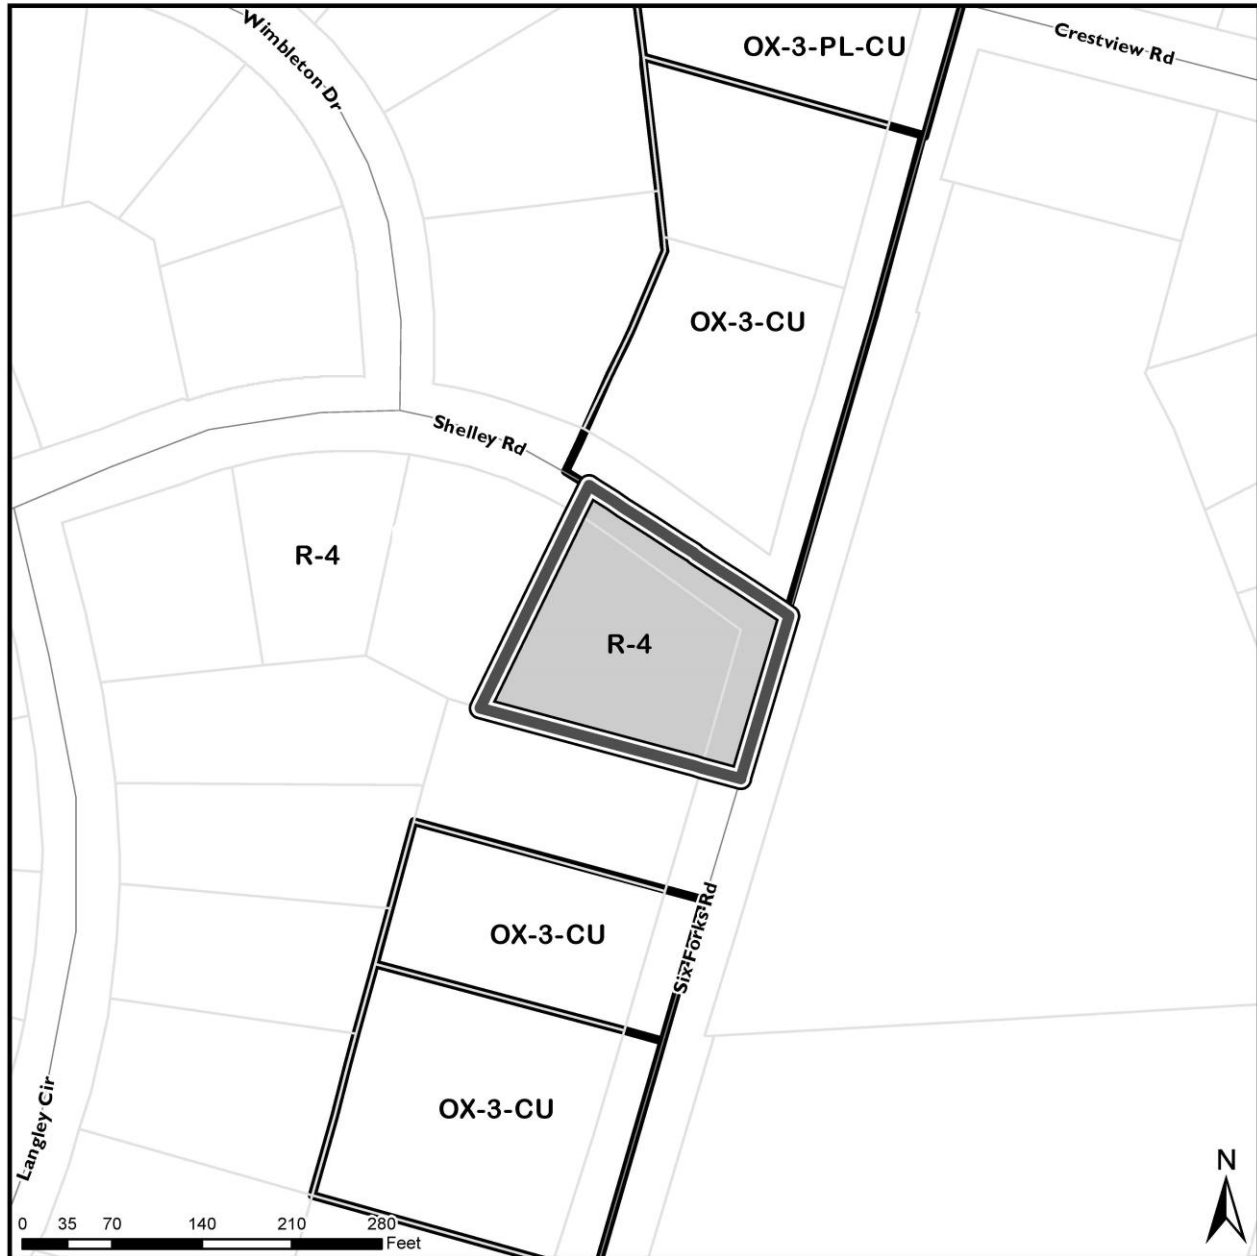 Wimbleton Dr
OX-3-PL-CU
Crestview Rd
OX-3-CU
Shelley Rd
R-4
R-4
OX-3-CU
Six Forks Rd
OX-3-CU
Langley Cir
N
0 35 70 140 210 280
Feet